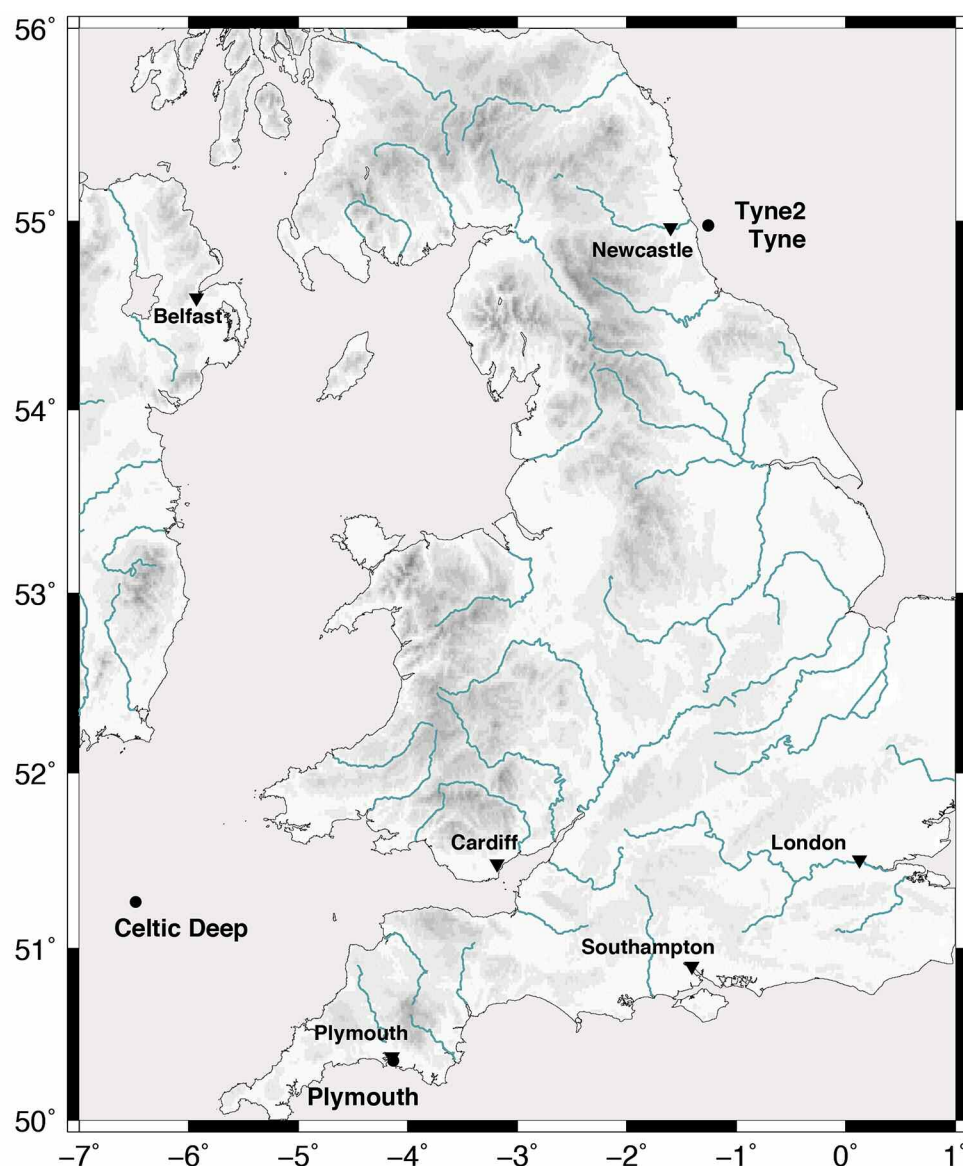 56°
55°
54°
53°
52°
51°
50°
Tyne2
Tyne
Newcastle
Belfast
Cardiff
London
Celtic Deep
Southampton
Plymouth
Plymouth
−7°
−6°
−5°
−4°
−3°
−2°
−1°
0°
1°